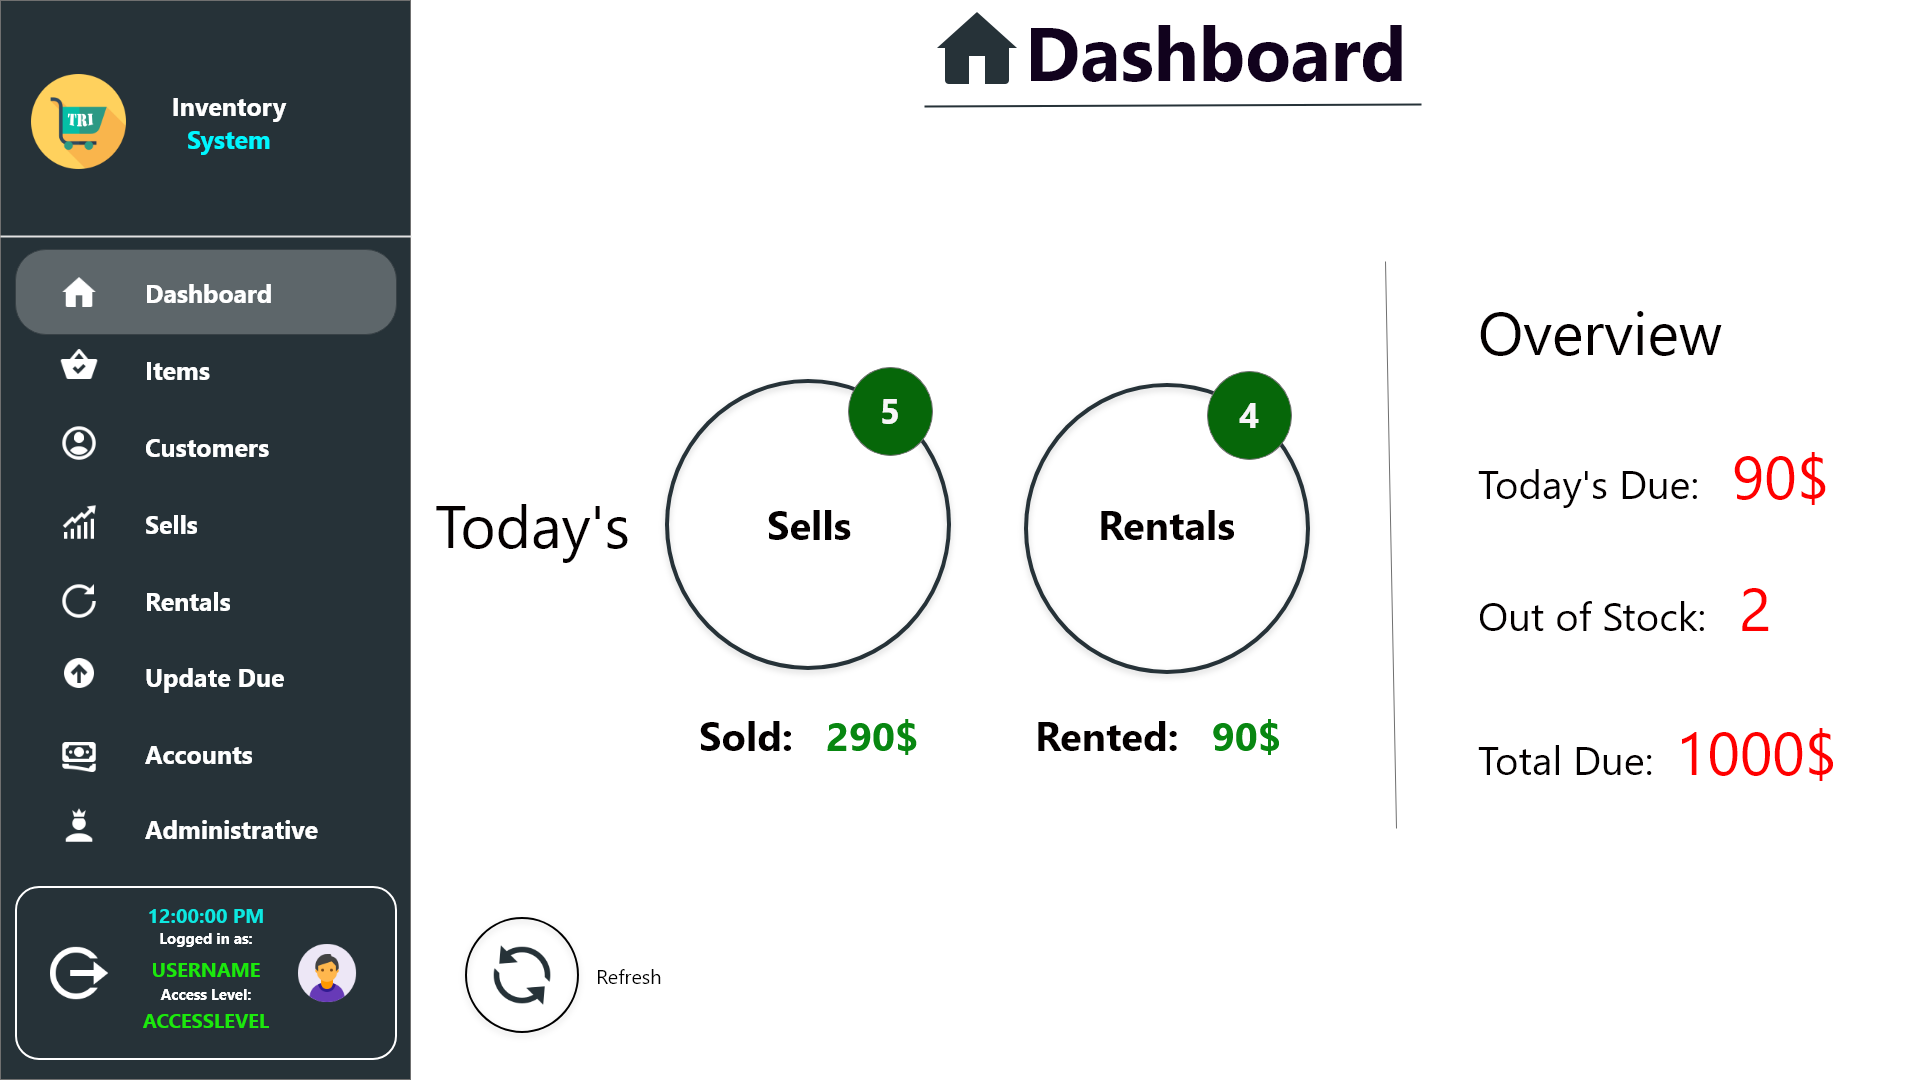 TRI
Inventory
System
Dashboard
Items
Customers
Sells
Rentals
Update Due
Accounts
Administrative
12:00:00 PM
Logged in as:
USERNAME
Access Level:
ACCESSLEVEL
Dashboard
Today's
5
Sells
Sold: 290$
4
Rentals
Rented: 90$
Overview
Today's Due: 90$
Out of Stock: 2
Total Due: 1000$
Refresh